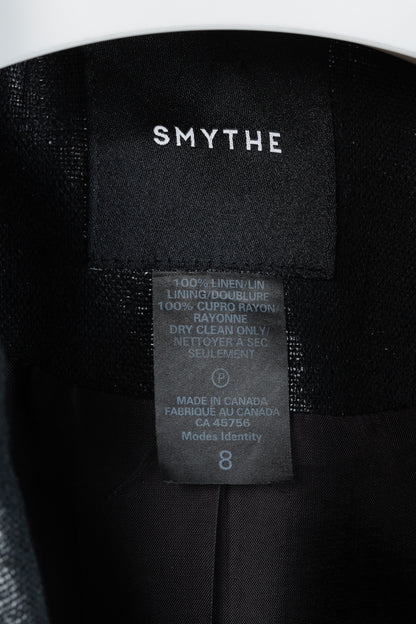 SMYTHE
100% LINEN/LIN
LINING/DOUBLURE
100% CUPRO RAYON/
RAYONNE
DRY CLEAN ONLY/
NETTOYER À SEC
SEULEMENT
P
MADE IN CANADA
FABRIQUÉ AU CANADA
CA 45756
Modes Identity
8